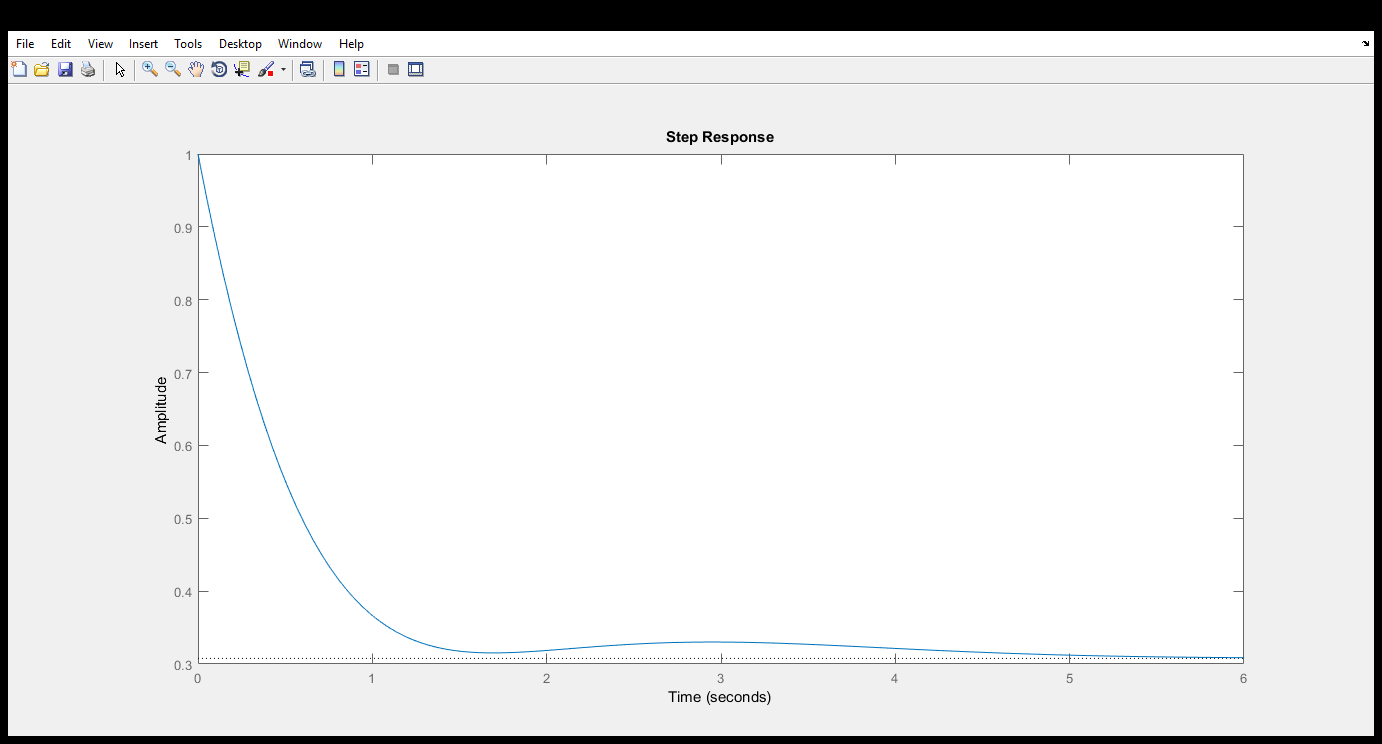 File Edit View Insert Tools Desktop Window Help
Step Response
1
0.9
0.8
0.7
0.6
0.5
0.4
0.3
Amplitude
0 1 2 3 4 5 6
Time (seconds)